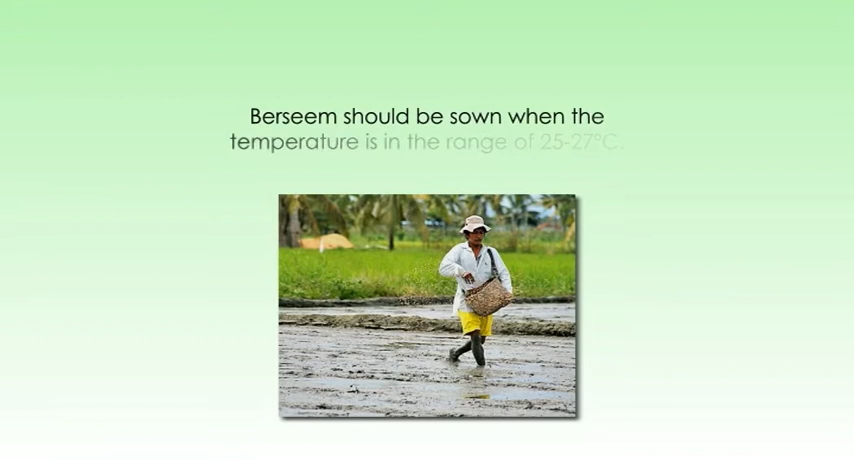 Berseem should be sown when the
temperature is in the range of 25-27°C.